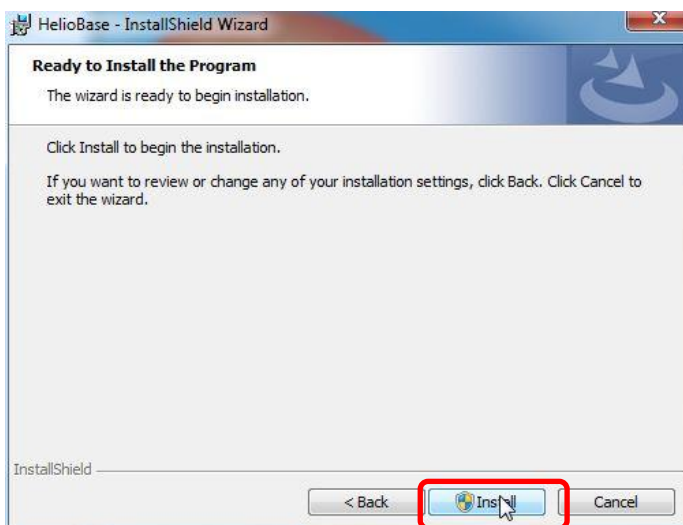 HelioBase - InstallShield Wizard
Ready to Install the Program
The wizard is ready to begin installation.
Click Install to begin the installation.
If you want to review or change any of your installation settings, click Back. Click Cancel to
exit the wizard.
InstallShield
< Back Install Cancel